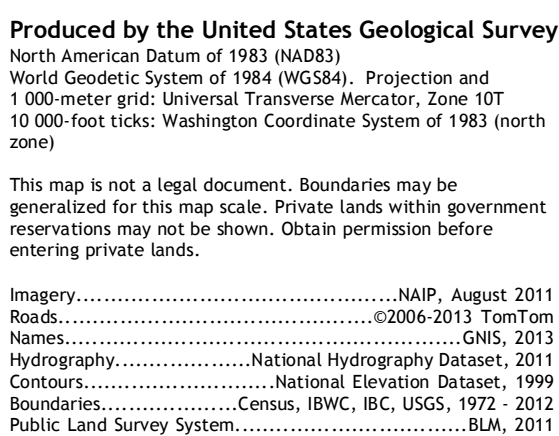 Produced by the United States Geological Survey
North American Datum of 1983 (NAD83)
World Geodetic System of 1984 (WGS84).  Projection and
1 000-meter grid: Universal Transverse Mercator, Zone 10T
10 000-foot ticks: Washington Coordinate System of 1983 (north
zone)
This map is not a legal document. Boundaries may be
generalized for this map scale. Private lands within government
reservations may not be shown. Obtain permission before
entering private lands.
Imagery...............................................NAIP, August 2011
Roads..............................................©2006-2013 TomTom
Names..........................................................GNIS, 2013
Hydrography....................National Hydrography Dataset, 2011
Contours............................National Elevation Dataset, 1999
Boundaries....................Census, IBWC, IBC, USGS, 1972 - 2012
Public Land Survey System..................................BLM, 2011